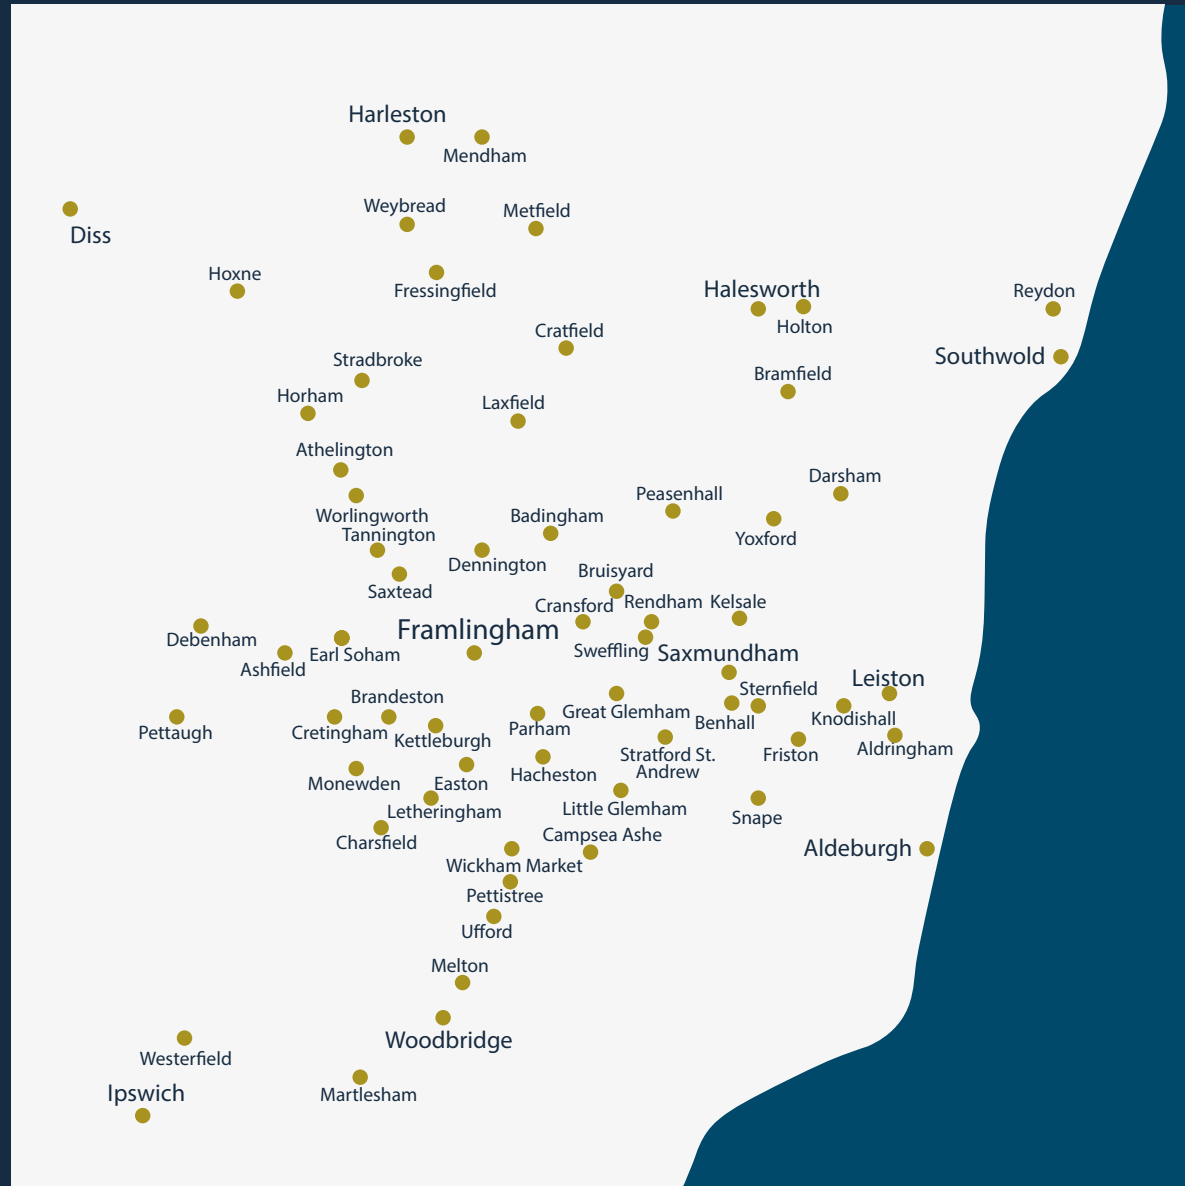 Harleston
Mendham
Weybread
Metfield
Diss
Hoxne
Fressingfield
Halesworth
Reydon
Holton
Cratfield
Southwold
Stradbroke
Bramfield
Horham
Laxfield
Athelington
Darsham
Peasenhall
Worlingworth
Badingham
Tannington
Yoxford
Dennington
Bruisyard
Saxtead
Cransford
Rendham
Kelsale
Framlingham
Debenham
Sweffling
Saxmundham
Earl Soham
Ashfield
Leiston
Sternfield
Brandeston
Great Glemham
Knodishall
Benhall
Parham
Pettaugh
Cretingham
Kettleburgh
Aldringham
Stratford St.
Andrew
Friston
Hacheston
Monewden
Easton
Little Glemham
Letheringham
Snape
Campsea Ashe
Charsfield
Aldeburgh
Wickham Market
Pettistree
Ufford
Melton
Woodbridge
Westerfield
Ipswich
Martlesham